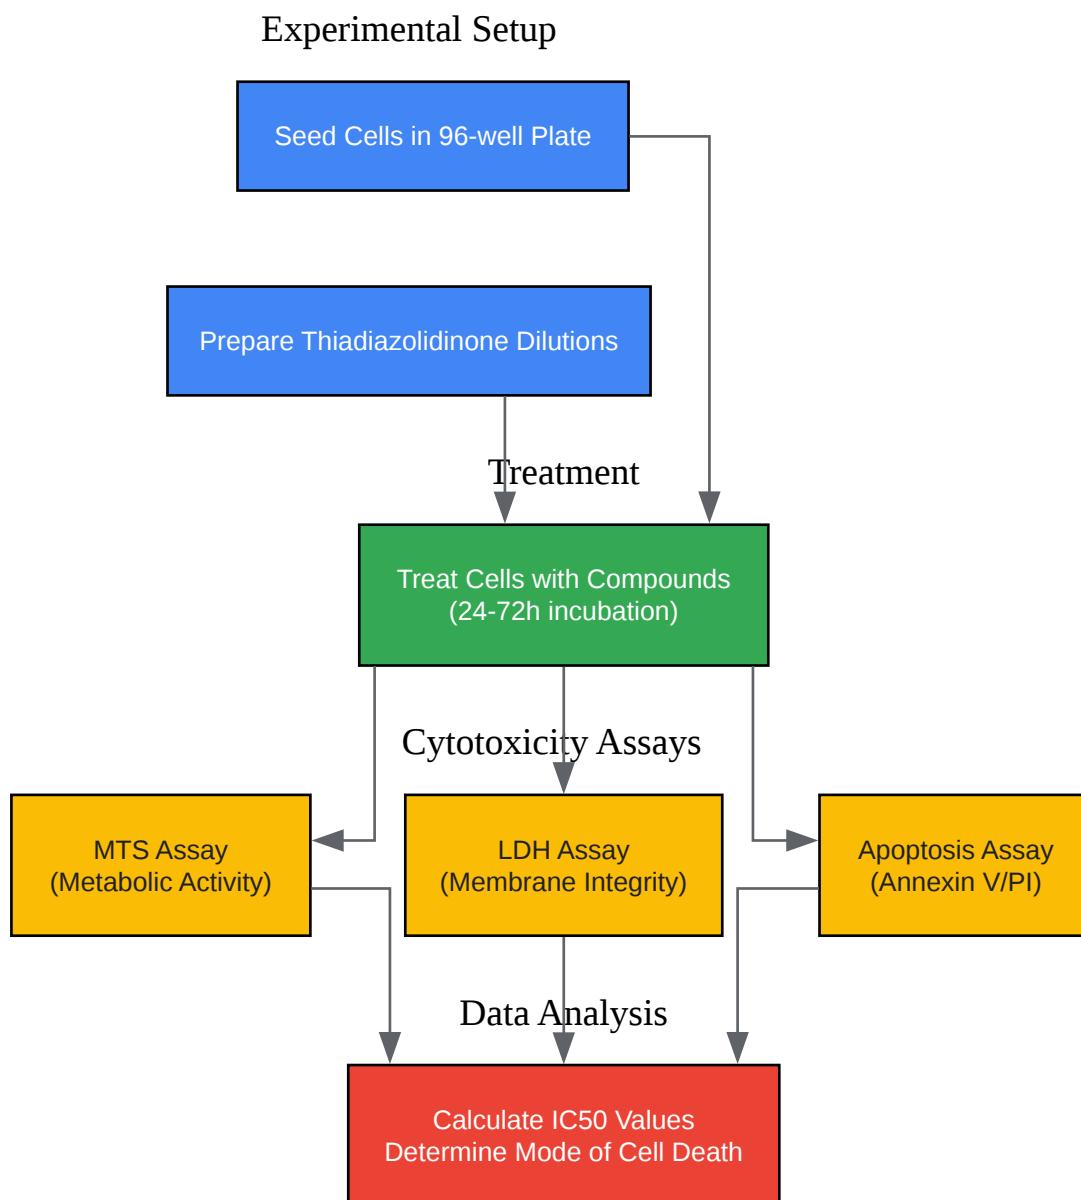 Experimental Setup
Seed Cells in 96-well Plate
Prepare Thiadiazolidinone Dilutions
Treatment
Treat Cells with Compounds
(24-72h incubation)
Cytotoxicity Assays
MTS Assay
(Metabolic Activity)
LDH Assay
(Membrane Integrity)
Apoptosis Assay
(Annexin V/PI)
Data Analysis
Calculate IC50 Values
Determine Mode of Cell Death